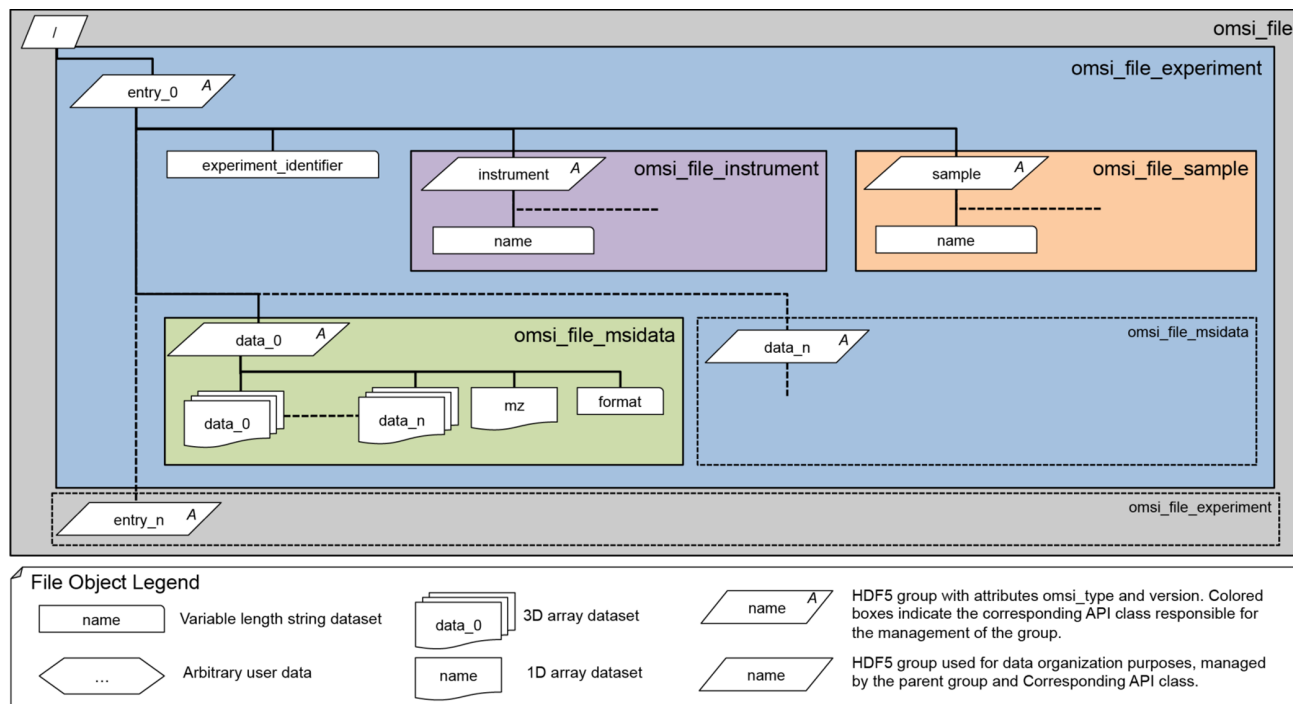 /
omsi_file
omsi_file_experiment
entry_0 A
experiment_identifier
instrument A
omsi_file_instrument
name
sample A
omsi_file_sample
name
data_0 A
omsi_file_msidata
data_0
data_n
mz
format
data_n A
omsi_file_msidata
entry_n A
omsi_file_experiment
File Object Legend
name
Variable length string dataset
...
Arbitrary user data
data_0
3D array dataset
name
1D array dataset
name A
HDF5 group with attributes omsi_type and version. Colored
boxes indicate the corresponding API class responsible for
the management of the group.
name
HDF5 group used for data organization purposes, managed
by the parent group and Corresponding API class.